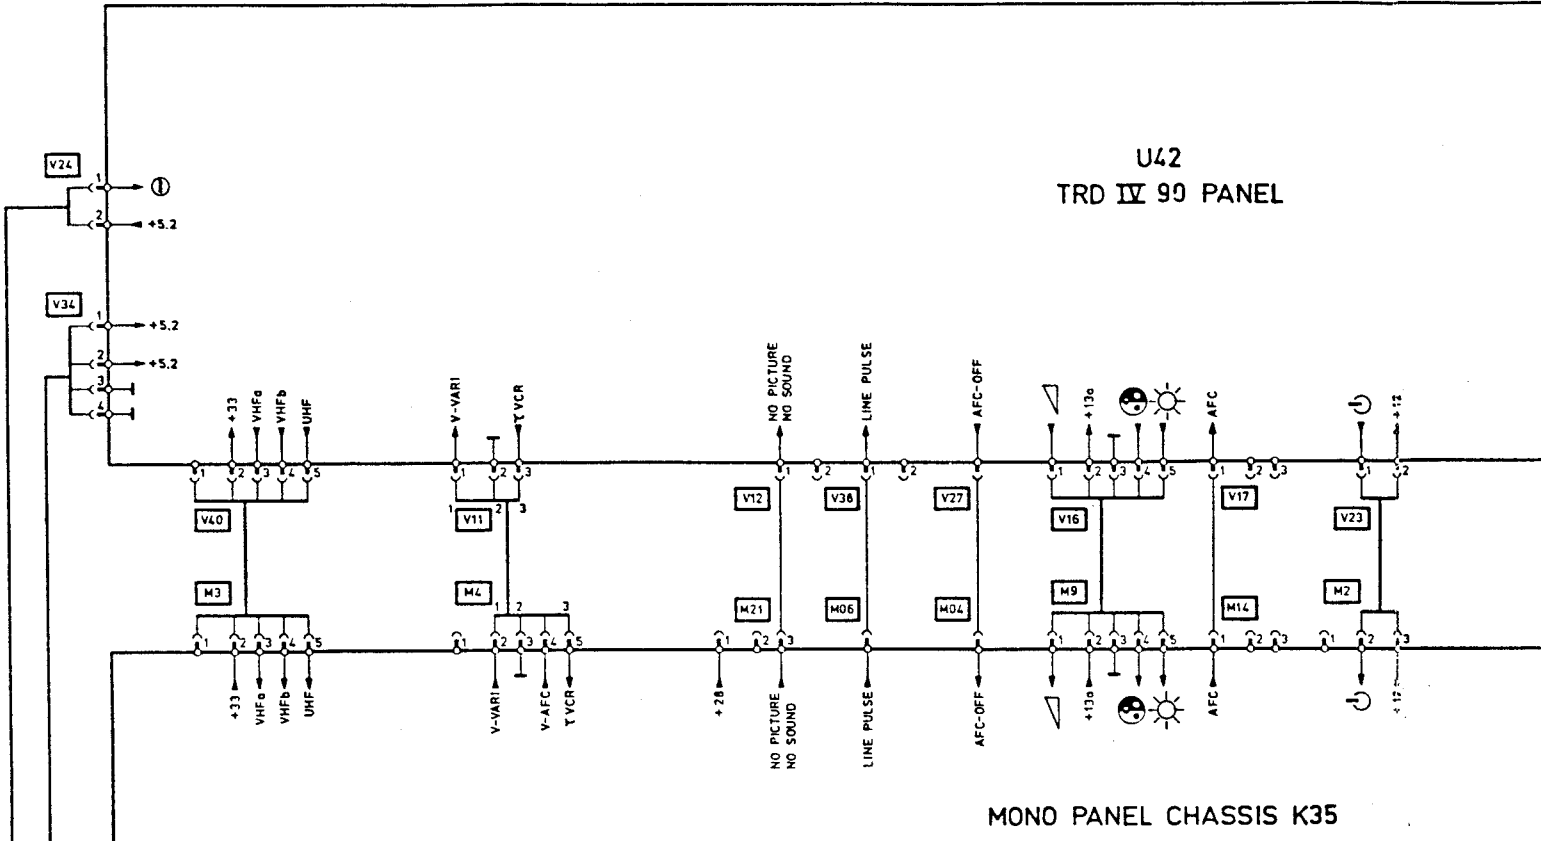 U42
TRD IV 90 PANEL
V24
1
2
+5.2
V34
1
+5.2
2
+5.2
3
4
+33
VHFa
VHFb
UHF
V-VARI
τ VCR
NO PICTURE
NO SOUND
LINE PULSE
AFC-OFF
+13a
AFC
+12
1 2 3 4 5
1 2 3
1 2
1 2
1 2 3 4 5
1 2 3
1 2
V40
1 2 3
V11
V12
V38
V27
V16
V17
V23
M3
M4
M21
M06
M04
M9
M14
M2
1 2 3
1 2 3 4 5
1 2 3 4 5
1 2 3
1 2 3 4 5
1 2 3
1 2 3
+33
VHFa
VHFb
UHF
V-VARI
V-AFC
τ VCR
+28
NO PICTURE
NO SOUND
LINE PULSE
AFC-OFF
+13a
AFC
MONO PANEL CHASSIS K35